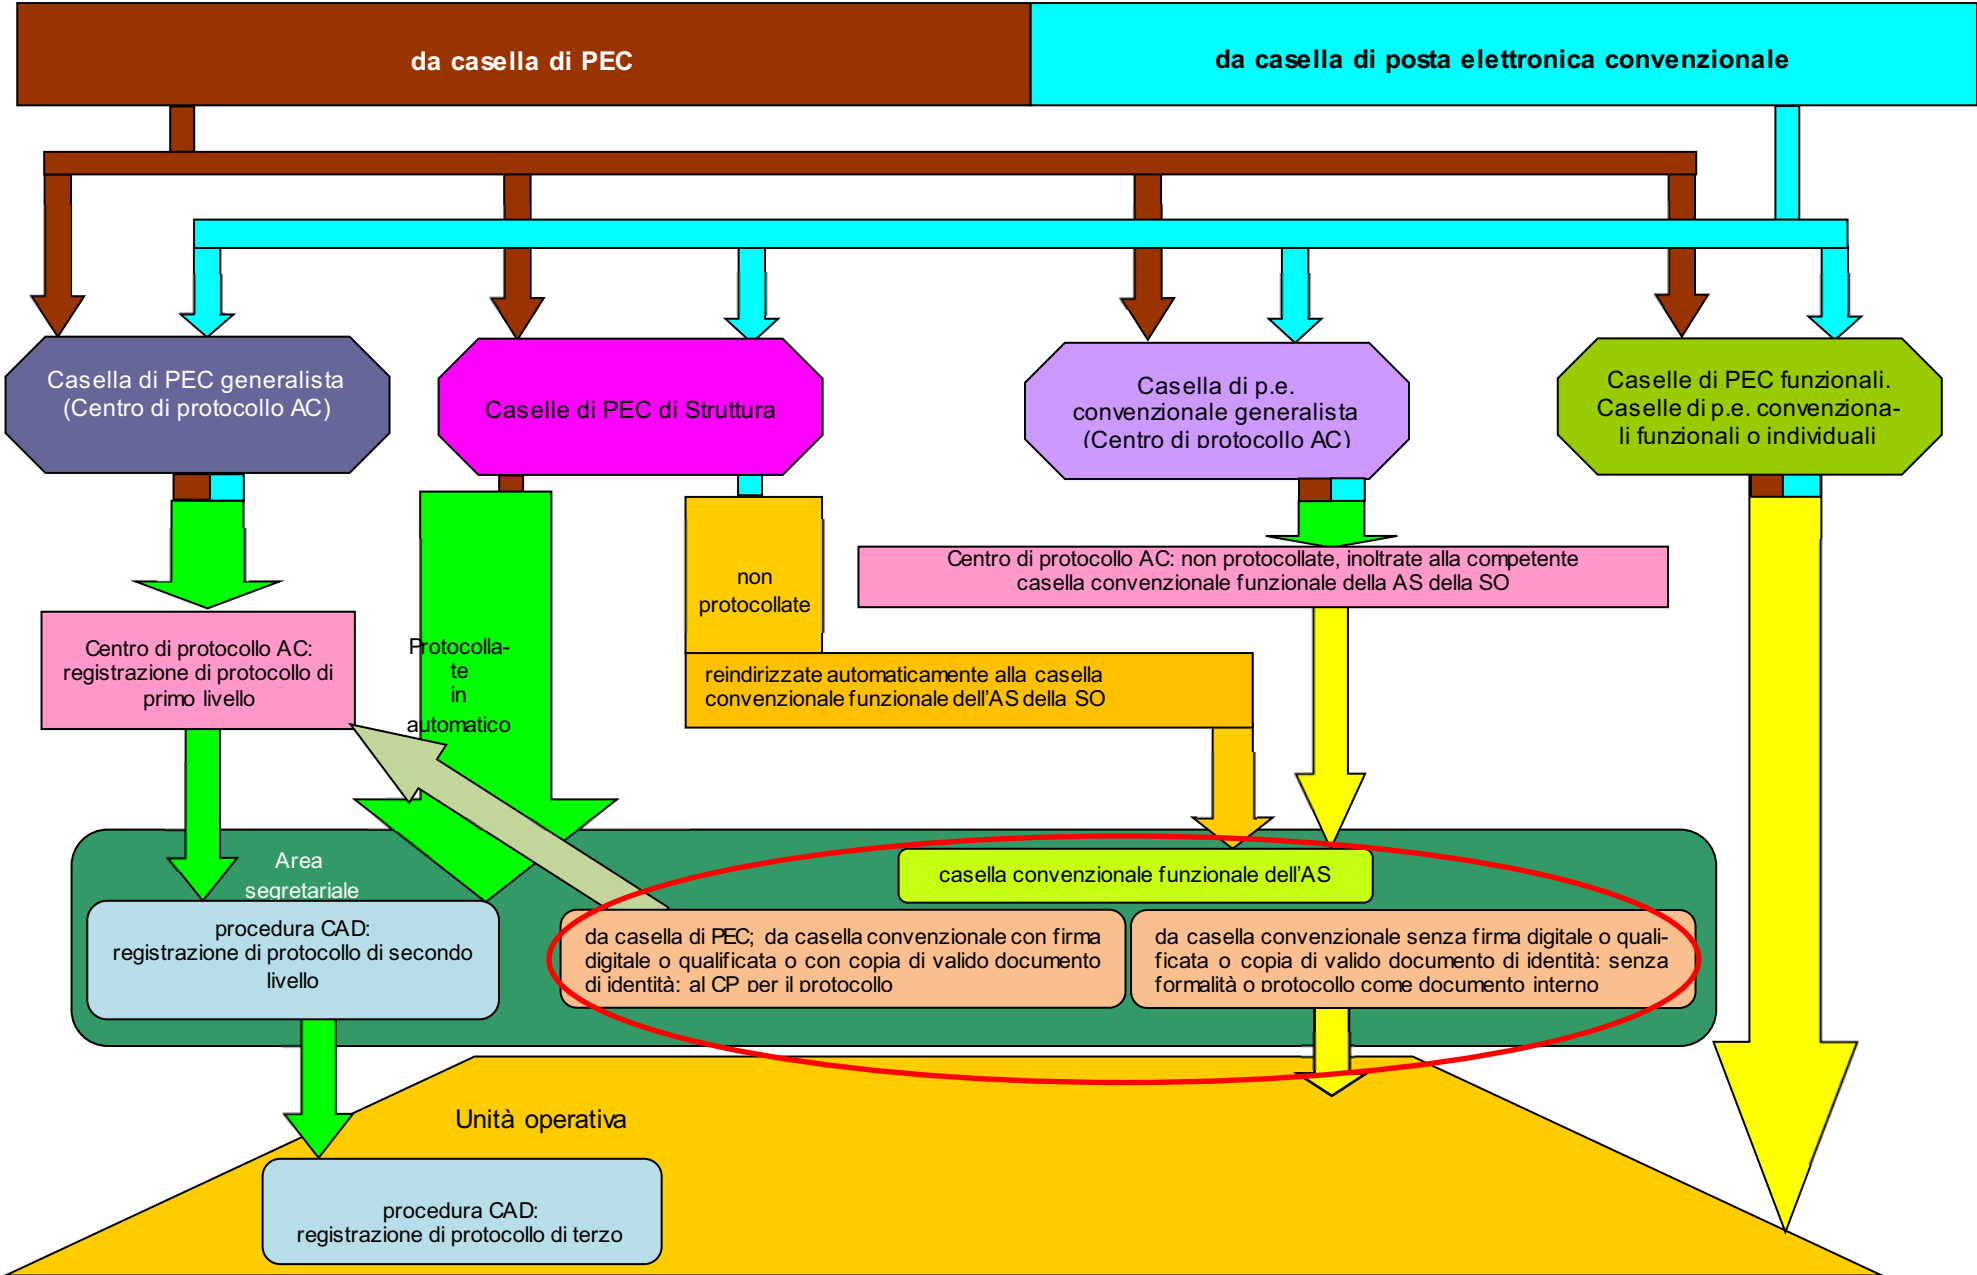 da casella di PEC
da casella di posta elettronica convenzionale
Casella di PEC generalista
(Centro di protocollo AC)
Caselle di PEC di Struttura
Casella di p.e.
convenzionale generalista
(Centro di protocollo AC)
Caselle di PEC funzionali.
Caselle di p.e. convenziona-
li funzionali o individuali
non
protocollate
Centro di protocollo AC: non protocollate, inoltrate alla competente
casella convenzionale funzionale della AS della SO
Centro di protocollo AC:
registrazione di protocollo di
primo livello
Protocolla-
te
in
automatico
reindirizzate automaticamente alla casella
convenzionale funzionale dell'AS della SO
Area
segretariale
casella convenzionale funzionale dell'AS
procedura CAD:
registrazione di protocollo di secondo
livello
da casella di PEC; da casella convenzionale con firma
digitale o qualificata o con copia di valido documento
di identità: al CP per il protocollo
da casella convenzionale senza firma digitale o quali-
ficata o copia di valido documento di identità: senza
formalità o protocollo come documento interno
Unità operativa
procedura CAD:
registrazione di protocollo di terzo